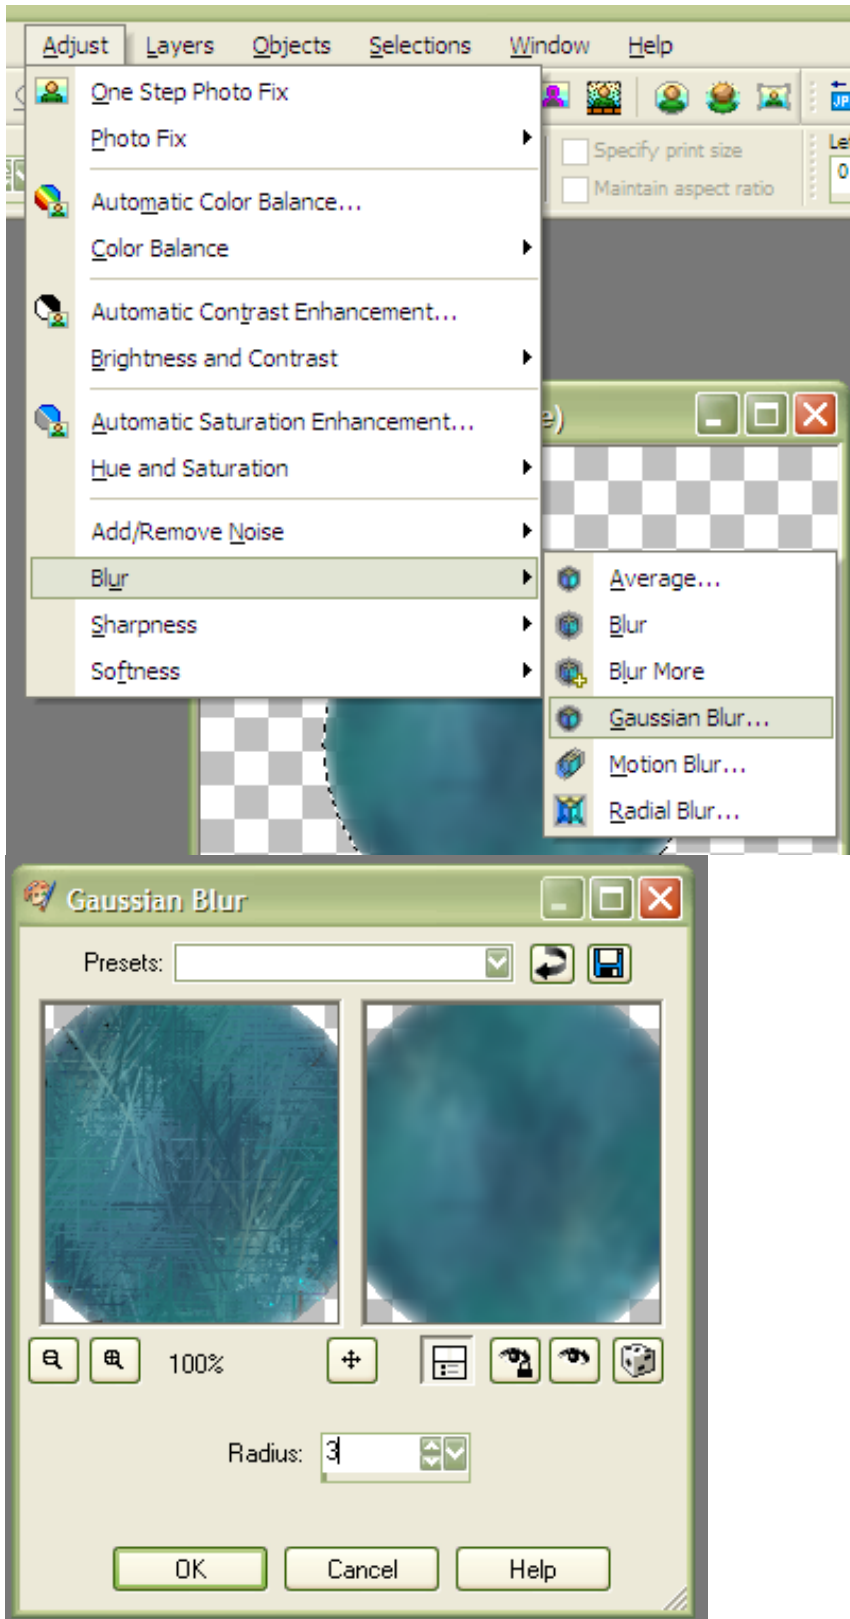 Adjust Layers Objects Selections Window Help
One Step Photo Fix
Photo Fix
Specify print size
Maintain aspect ratio
0
Automatic Color Balance...
Color Balance
Automatic Contrast Enhancement...
Brightness and Contrast
Automatic Saturation Enhancement...
Hue and Saturation
Add/Remove Noise
Blur
Sharpness
Softness
Average...
Blur
Blur More
Gaussian Blur...
Motion Blur...
Radial Blur...
Gaussian Blur
Presets:
100%
Radius: 3
OK Cancel Help